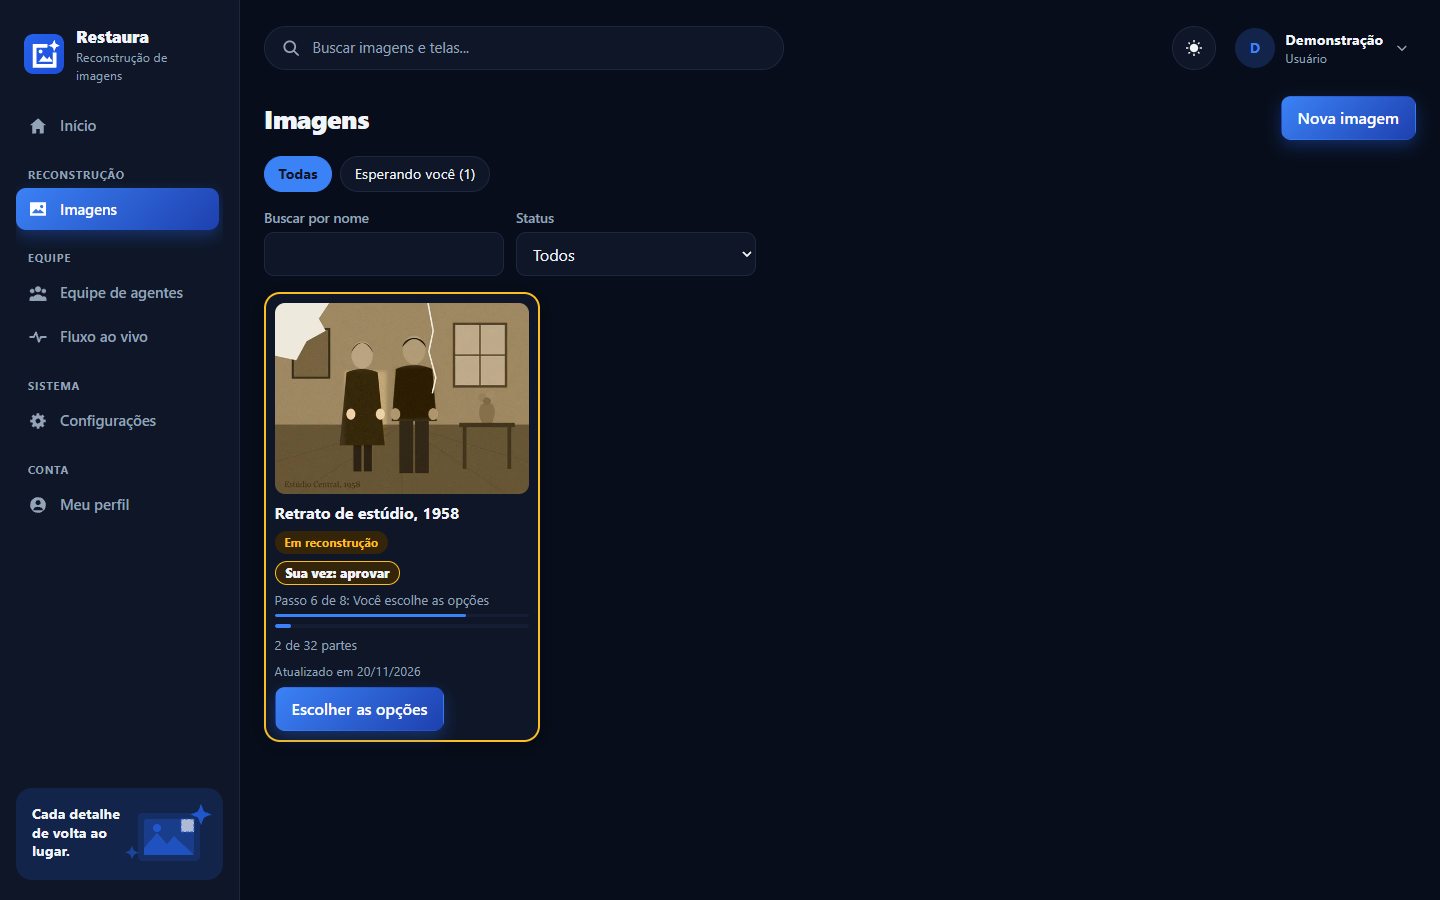 Restaura
Reconstrução de
imagens
Início
RECONSTRUÇÃO
Imagens
EQUIPE
Equipe de agentes
Fluxo ao vivo
SISTEMA
Configurações
CONTA
Meu perfil
Cada detalhe
de volta ao
lugar.
Buscar imagens e telas...
D
Demonstração
Usuário
Imagens
Nova imagem
Todas
Esperando você (1)
Buscar por nome
Status
Todos
Estúdio Central, 1958
Retrato de estúdio, 1958
Em reconstrução
Sua vez: aprovar
Passo 6 de 8: Você escolhe as opções
2 de 32 partes
Atualizado em 20/11/2026
Escolher as opções